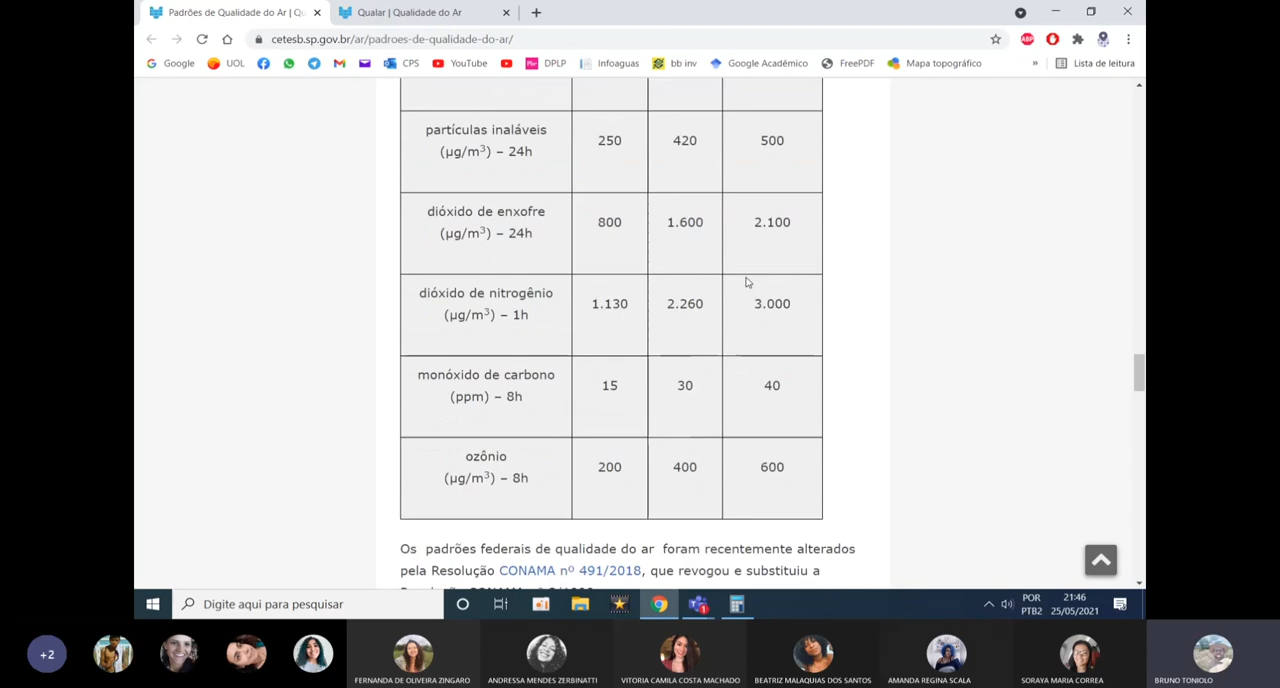 Padrões de Qualidade do Ar | Qu
Qualar | Qualidade do Ar
cetesb.sp.gov.br/ar/padroes-de-qualidade-do-ar/
ABP
Google
UOL
CPS
YouTube
DPLP
Infoaguas
bb inv
Google Acadêmico
FreePDF
Mapa topográfico
»
Lista de leitura
partículas inaláveis
(µg/m³) – 24h
250
420
500
dióxido de enxofre
(µg/m³) – 24h
800
1.600
2.100
dióxido de nitrogênio
(µg/m³) – 1h
1.130
2.260
3.000
monóxido de carbono
(ppm) – 8h
15
30
40
ozônio
(µg/m³) – 8h
200
400
600
Os padrões federais de qualidade do ar foram recentemente alterados
pela Resolução CONAMA nº 491/2018, que revogou e substituiu a
Digite aqui para pesquisar
POR
PTB2
21:46
25/05/2021
+2
FERNANDA DE OLIVEIRA ZINGARO
ANDRESSA MENDES ZERBINATTI
VITORIA CAMILA COSTA MACHADO
BEATRIZ MALAQUIAS DOS SANTOS
AMANDA REGINA SCALA
SORAYA MARIA CORREA
BRUNO TONIOLO